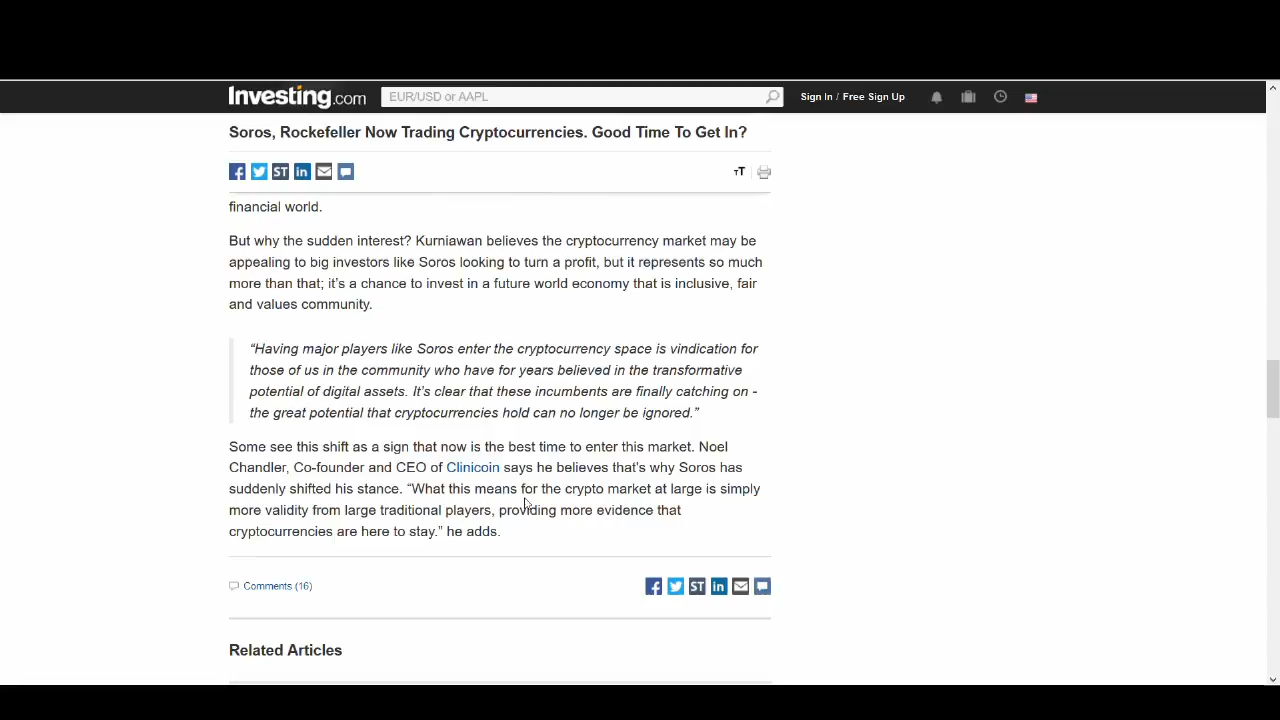 Investing.com
EUR/USD or AAPL
Sign In / Free Sign Up
Soros, Rockefeller Now Trading Cryptocurrencies. Good Time To Get In?
ST
in
TT
financial world.
But why the sudden interest? Kurniawan believes the cryptocurrency market may be
appealing to big investors like Soros looking to turn a profit, but it represents so much
more than that; it’s a chance to invest in a future world economy that is inclusive, fair
and values community.
“Having major players like Soros enter the cryptocurrency space is vindication for
those of us in the community who have for years believed in the transformative
potential of digital assets. It’s clear that these incumbents are finally catching on -
the great potential that cryptocurrencies hold can no longer be ignored.”
Some see this shift as a sign that now is the best time to enter this market. Noel
Chandler, Co-founder and CEO of Clinicoin says he believes that’s why Soros has
suddenly shifted his stance. “What this means for the crypto market at large is simply
more validity from large traditional players, providing more evidence that
cryptocurrencies are here to stay.” he adds.
Comments (16)
ST
in
Related Articles